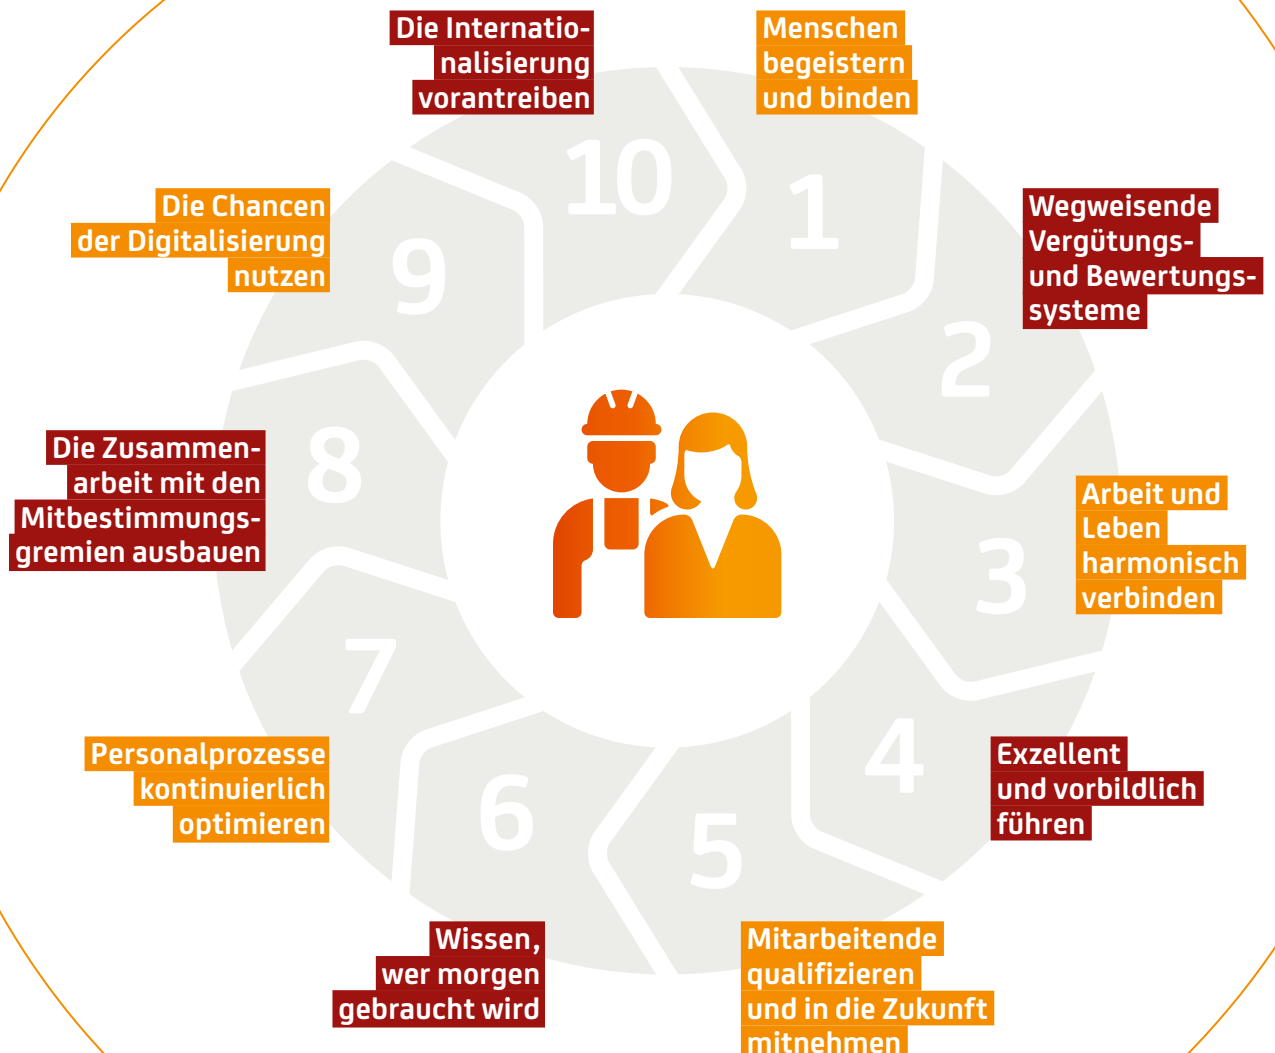 1
Menschen
begeistern
und binden
2
Wegweisende
Vergütungs-
und Bewertungs-
systeme
3
Arbeit und
Leben
harmonisch
verbinden
4
Exzellent
und vorbildlich
führen
5
Mitarbeitende
qualifizieren
und in die Zukunft
mitnehmen
6
Wissen,
wer morgen
gebraucht wird
7
Personalprozesse
kontinuierlich
optimieren
8
Die Zusammen-
arbeit mit den
Mitbestimmungs-
gremien ausbauen
9
Die Chancen
der Digitalisierung
nutzen
10
Die Internatio-
nalisierung
vorantreiben